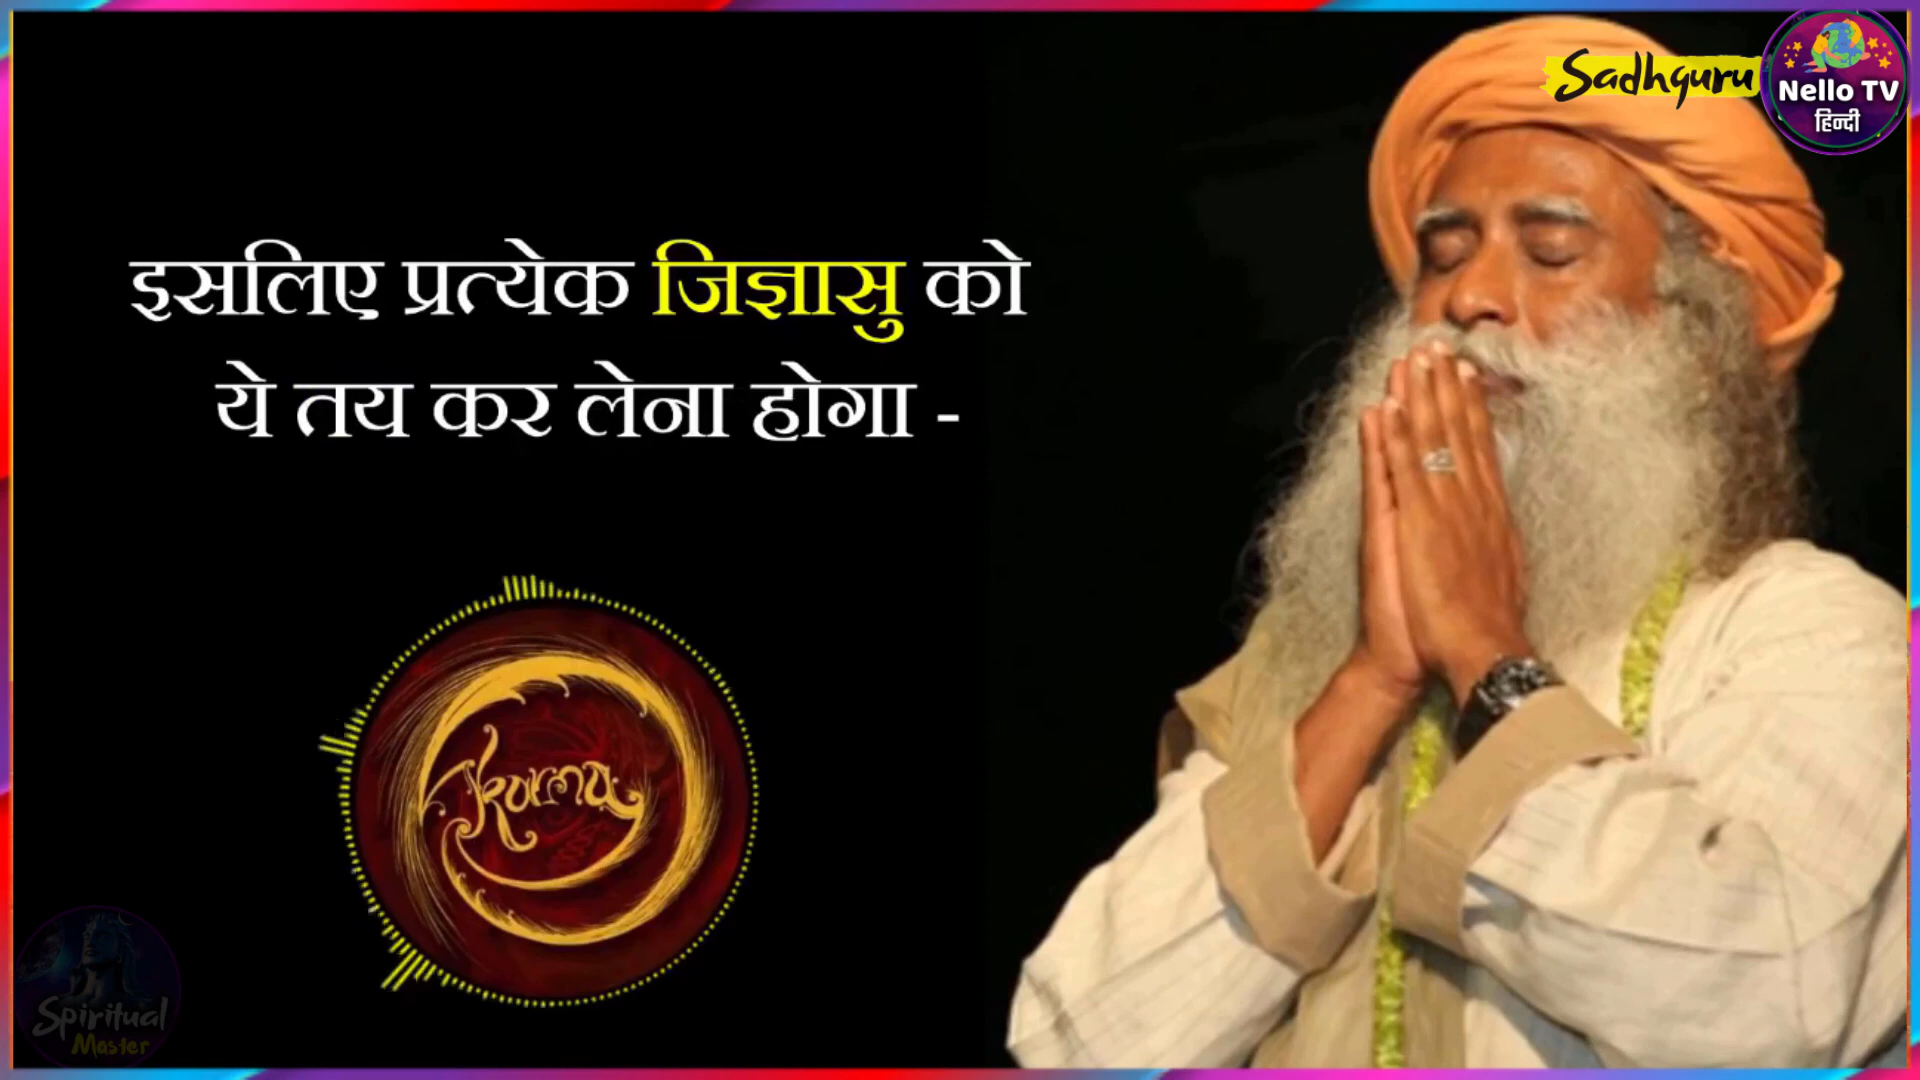 Sadhguru
Nello TV
हिन्दी
इसलिए प्रत्येक जिज्ञासु को
ये तय कर लेना होगा -
karma
Spiritual
Master